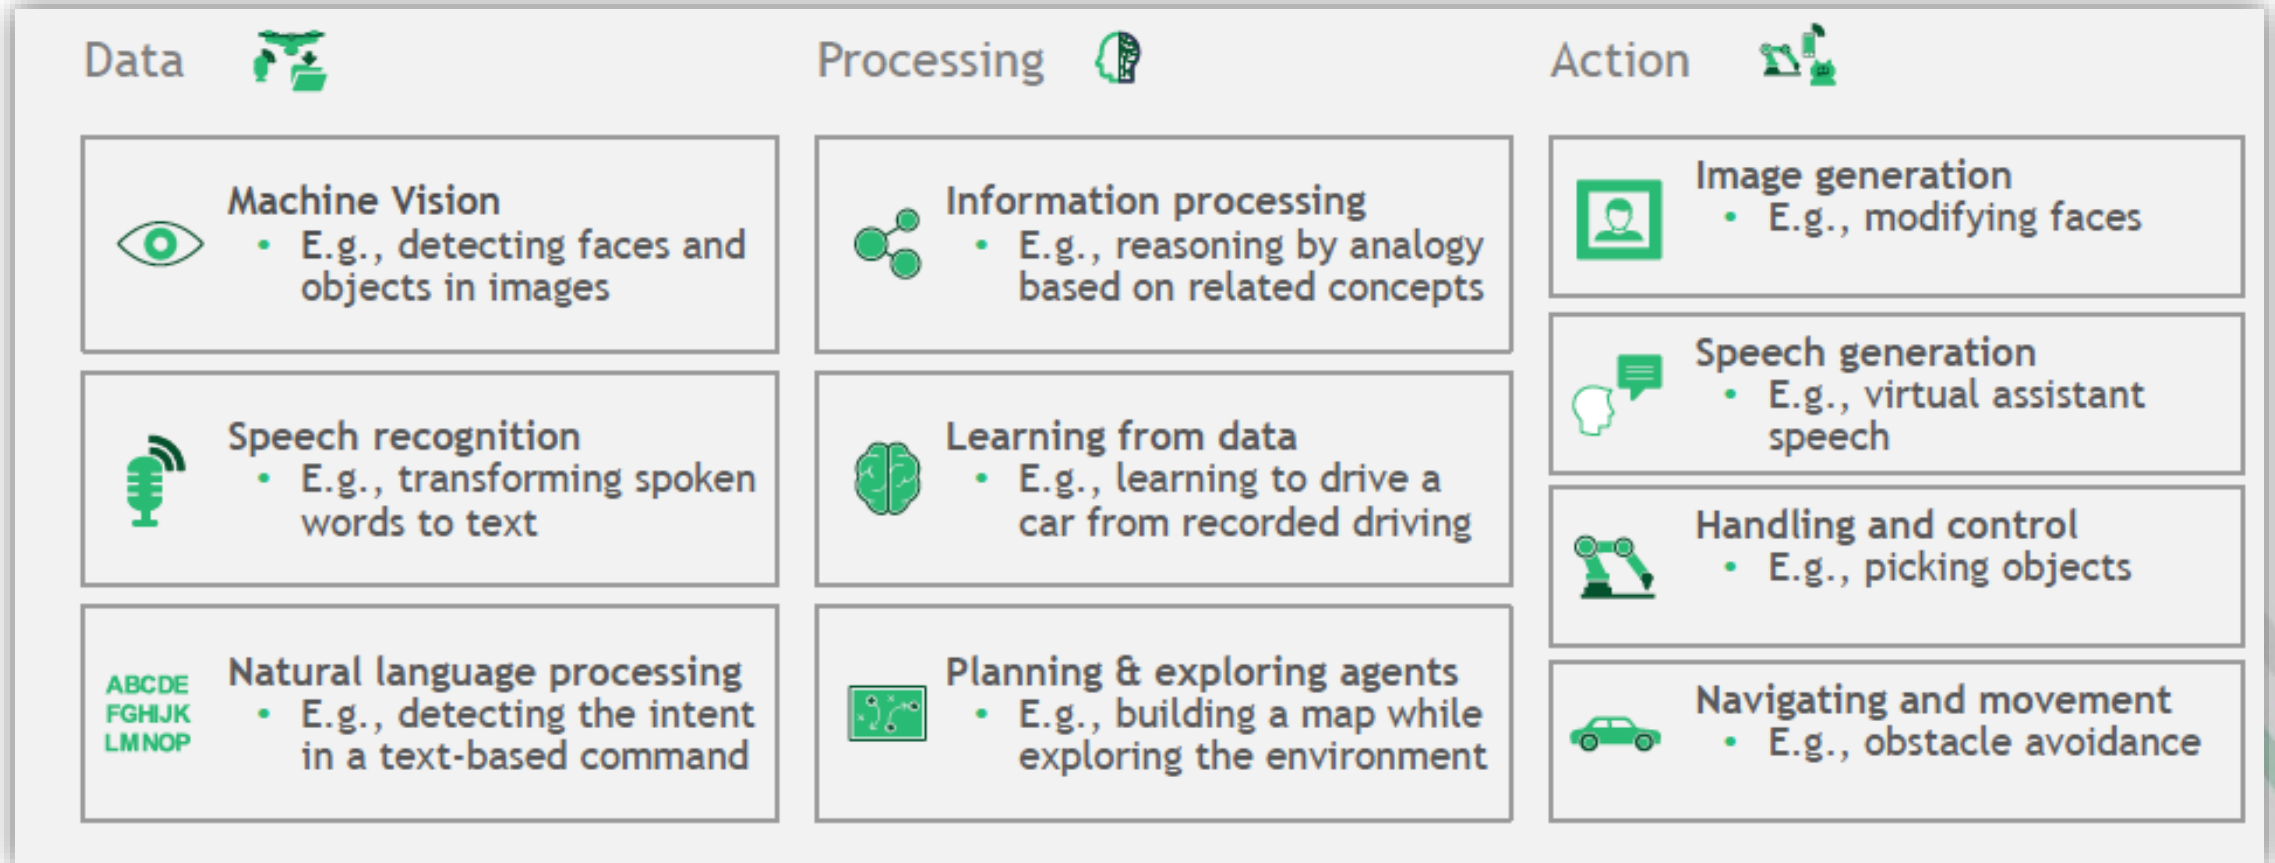 Data
Machine Vision
• E.g., detecting faces and
objects in images
Speech recognition
• E.g., transforming spoken
words to text
ABCDE
FGHIJK
LMNOP
Natural language processing
• E.g., detecting the intent
in a text-based command
Processing
Information processing
• E.g., reasoning by analogy
based on related concepts
Learning from data
• E.g., learning to drive a
car from recorded driving
Planning & exploring agents
• E.g., building a map while
exploring the environment
Action
Image generation
• E.g., modifying faces
Speech generation
• E.g., virtual assistant
speech
Handling and control
• E.g., picking objects
Navigating and movement
• E.g., obstacle avoidance